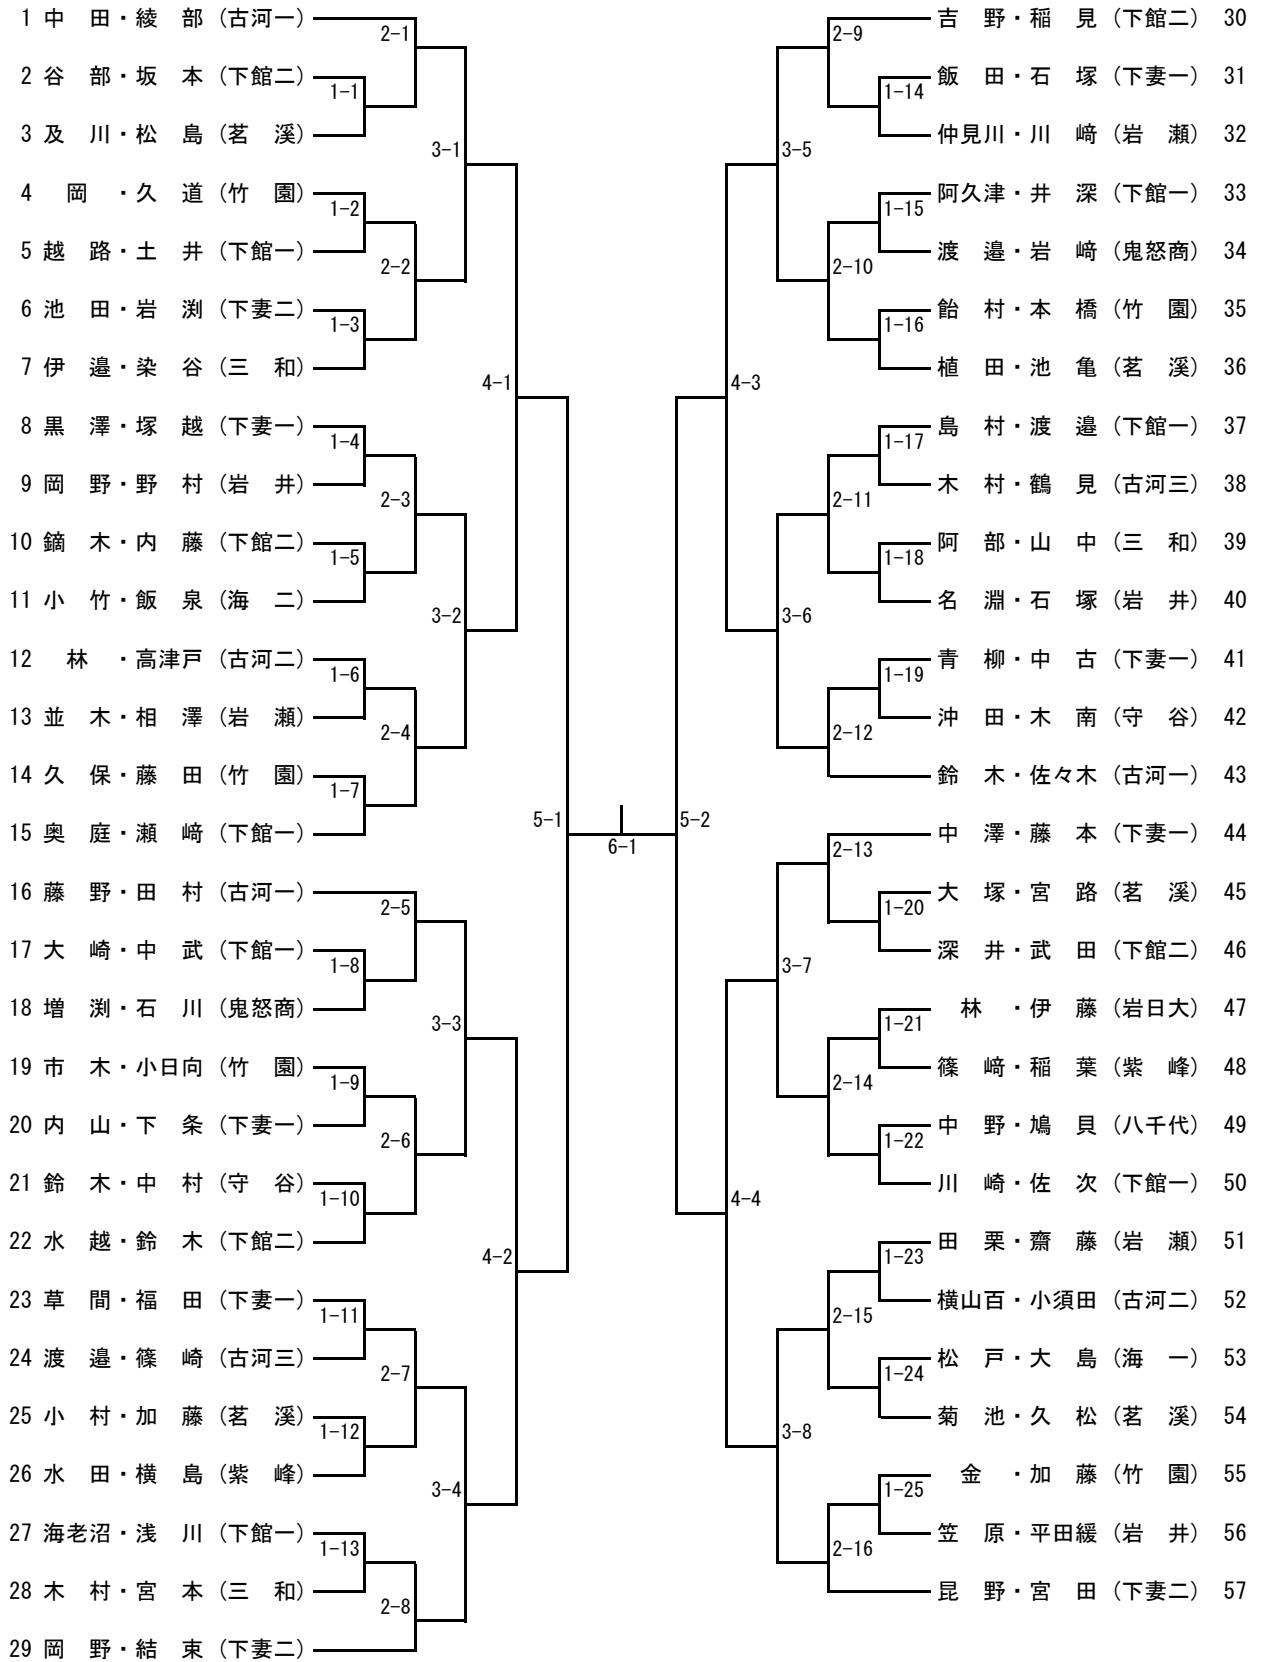 1 中　田・綾　部 (古河一)
2-1
2 谷　部・坂　本 (下館二)
1-1
3 及　川・松　島 (茗　溪)
3-1
4 　岡　・久　道 (竹　園)
1-2
5 越　路・土　井 (下館一)
2-2
6 池　田・岩　渕 (下妻二)
1-3
7 伊　邉・染　谷 (三　和)
4-1
8 黒　澤・塚　越 (下妻一)
1-4
9 岡　野・野　村 (岩　井)
2-3
10 鏑　木・内　藤 (下館二)
1-5
11 小　竹・飯　泉 (海　二)
3-2
12 　林　・高津戸 (古河二)
1-6
13 並　木・相　澤 (岩　瀬)
2-4
14 久　保・藤　田 (竹　園)
1-7
15 奥　庭・瀬　﨑 (下館一)
5-1
16 藤　野・田　村 (古河一)
2-5
17 大　崎・中　武 (下館一)
1-8
18 増　渕・石　川 (鬼怒商)
3-3
19 市　木・小日向 (竹　園)
1-9
20 内　山・下　条 (下妻一)
2-6
21 鈴　木・中　村 (守　谷)
1-10
22 水　越・鈴　木 (下館二)
4-2
23 草　間・福　田 (下妻一)
1-11
24 渡　邉・篠　崎 (古河三)
2-7
25 小　村・加　藤 (茗　溪)
1-12
26 水　田・横　島 (紫　峰)
3-4
27 海老沼・浅　川 (下館一)
1-13
28 木　村・宮　本 (三　和)
2-8
29 岡　野・結　束 (下妻二)
6-1
吉　野・稲　見 (下館二) 30
2-9
飯　田・石　塚 (下妻一) 31
1-14
仲見川・川　﨑 (岩　瀬) 32
3-5
阿久津・井　深 (下館一) 33
1-15
渡　邉・岩　﨑 (鬼怒商) 34
2-10
飴　村・本　橋 (竹　園) 35
1-16
植　田・池　亀 (茗　溪) 36
4-3
島　村・渡　邉 (下館一) 37
1-17
木　村・鶴　見 (古河三) 38
2-11
阿　部・山　中 (三　和) 39
1-18
名　淵・石　塚 (岩　井) 40
3-6
青　柳・中　古 (下妻一) 41
1-19
沖　田・木　南 (守　谷) 42
2-12
鈴　木・佐々木 (古河一) 43
5-2
中　澤・藤　本 (下妻一) 44
2-13
大　塚・宮　路 (茗　溪) 45
1-20
深　井・武　田 (下館二) 46
3-7
　林　・伊　藤 (岩日大) 47
1-21
篠　﨑・稲　葉 (紫　峰) 48
2-14
中　野・鳩　貝 (八千代) 49
1-22
川　崎・佐　次 (下館一) 50
4-4
田　栗・齋　藤 (岩　瀬) 51
1-23
横山百・小須田 (古河二) 52
2-15
松　戸・大　島 (海　一) 53
1-24
菊　池・久　松 (茗　溪) 54
3-8
　金　・加　藤 (竹　園) 55
1-25
笠　原・平田緩 (岩　井) 56
2-16
昆　野・宮　田 (下妻二) 57